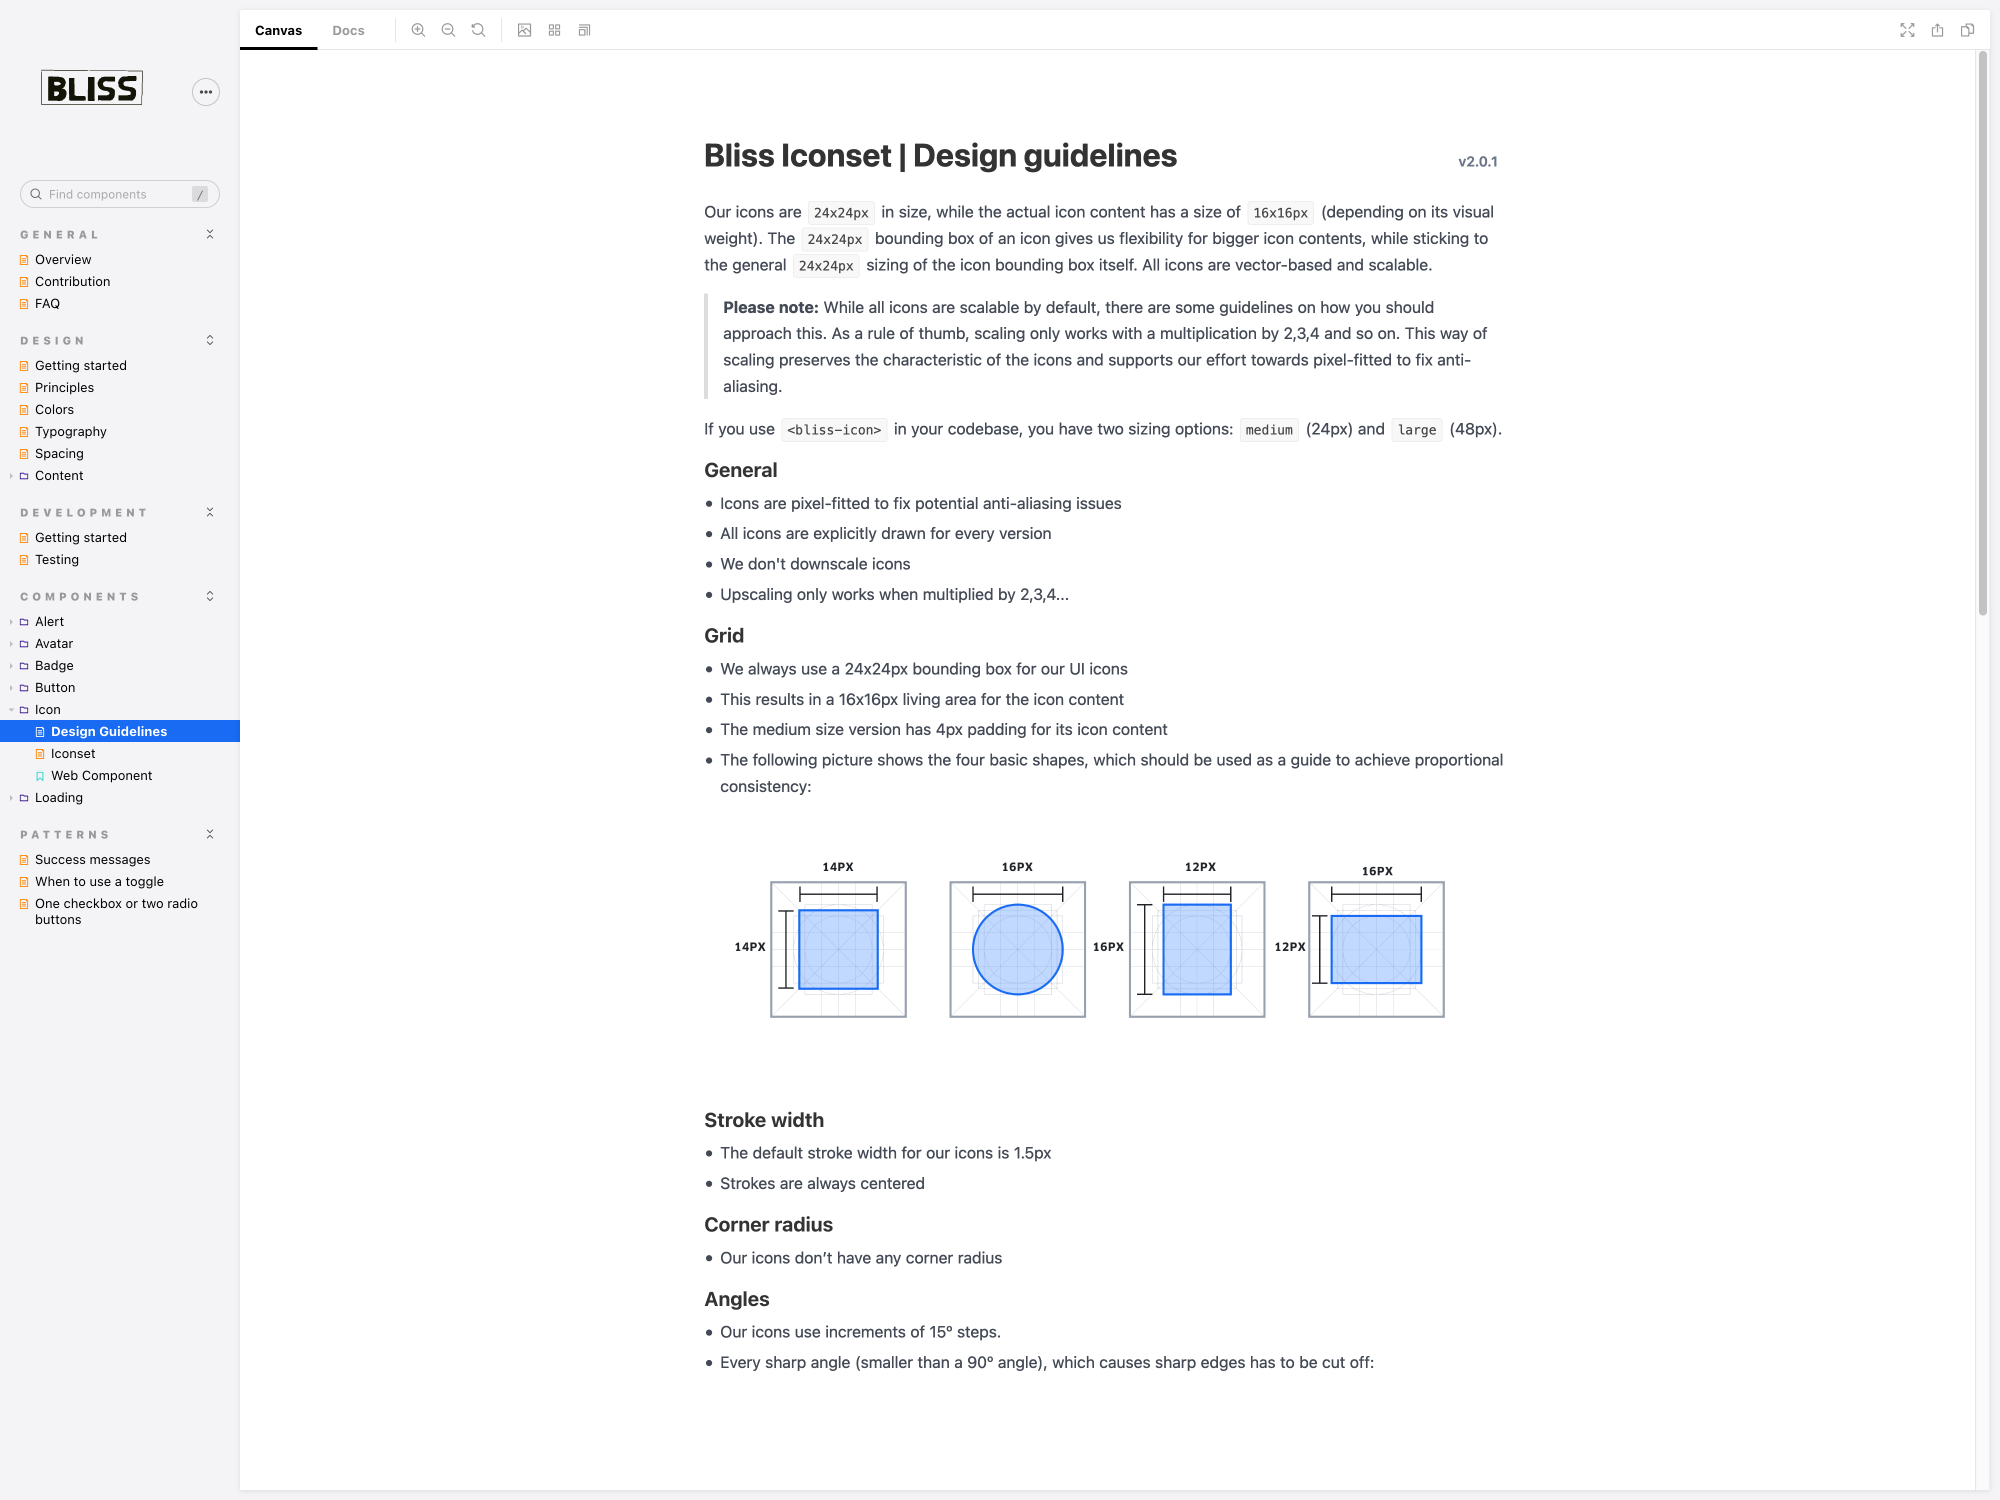 BLISS
Find components /
GENERAL
Overview
Contribution
FAQ
DESIGN
Getting started
Principles
Colors
Typography
Spacing
Content
DEVELOPMENT
Getting started
Testing
COMPONENTS
Alert
Avatar
Badge
Button
Icon
Design Guidelines
Iconset
Web Component
Loading
PATTERNS
Success messages
When to use a toggle
One checkbox or two radio
buttons
Canvas Docs
Bliss Iconset | Design guidelines v2.0.1
Our icons are 24x24px in size, while the actual icon content has a size of 16x16px (depending on its visual
weight). The 24x24px bounding box of an icon gives us flexibility for bigger icon contents, while sticking to
the general 24x24px sizing of the icon bounding box itself. All icons are vector-based and scalable.
Please note: While all icons are scalable by default, there are some guidelines on how you should
approach this. As a rule of thumb, scaling only works with a multiplication by 2,3,4 and so on. This way of
scaling preserves the characteristic of the icons and supports our effort towards pixel-fitted to fix anti-
aliasing.
If you use <bliss-icon> in your codebase, you have two sizing options: medium (24px) and large (48px).
General
• Icons are pixel-fitted to fix potential anti-aliasing issues
• All icons are explicitly drawn for every version
• We don't downscale icons
• Upscaling only works when multiplied by 2,3,4...
Grid
• We always use a 24x24px bounding box for our UI icons
• This results in a 16x16px living area for the icon content
• The medium size version has 4px padding for its icon content
• The following picture shows the four basic shapes, which should be used as a guide to achieve proportional
consistency:
14PX 16PX 12PX 16PX
14PX 16PX 12PX
Stroke width
• The default stroke width for our icons is 1.5px
• Strokes are always centered
Corner radius
• Our icons don’t have any corner radius
Angles
• Our icons use increments of 15° steps.
• Every sharp angle (smaller than a 90° angle), which causes sharp edges has to be cut off: